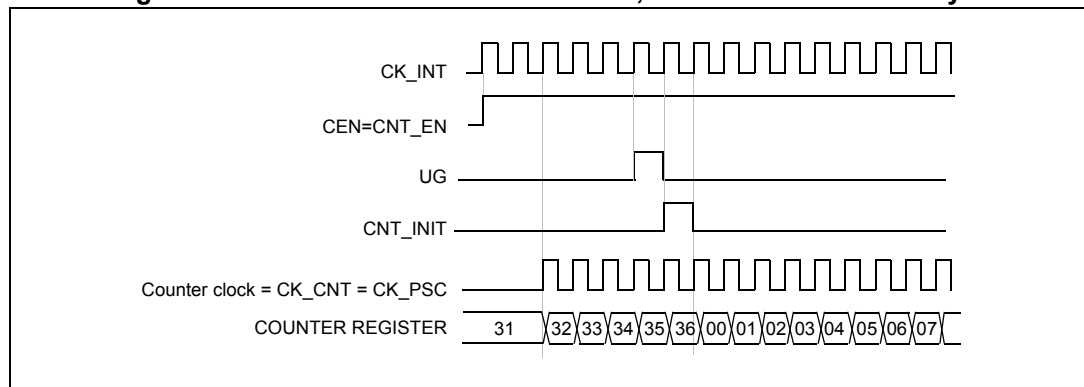 CK_INT
CEN=CNT_EN
UG
CNT_INIT
Counter clock = CK_CNT = CK_PSC
COUNTER REGISTER 31 32 33 34 35 36 00 01 02 03 04 05 06 07